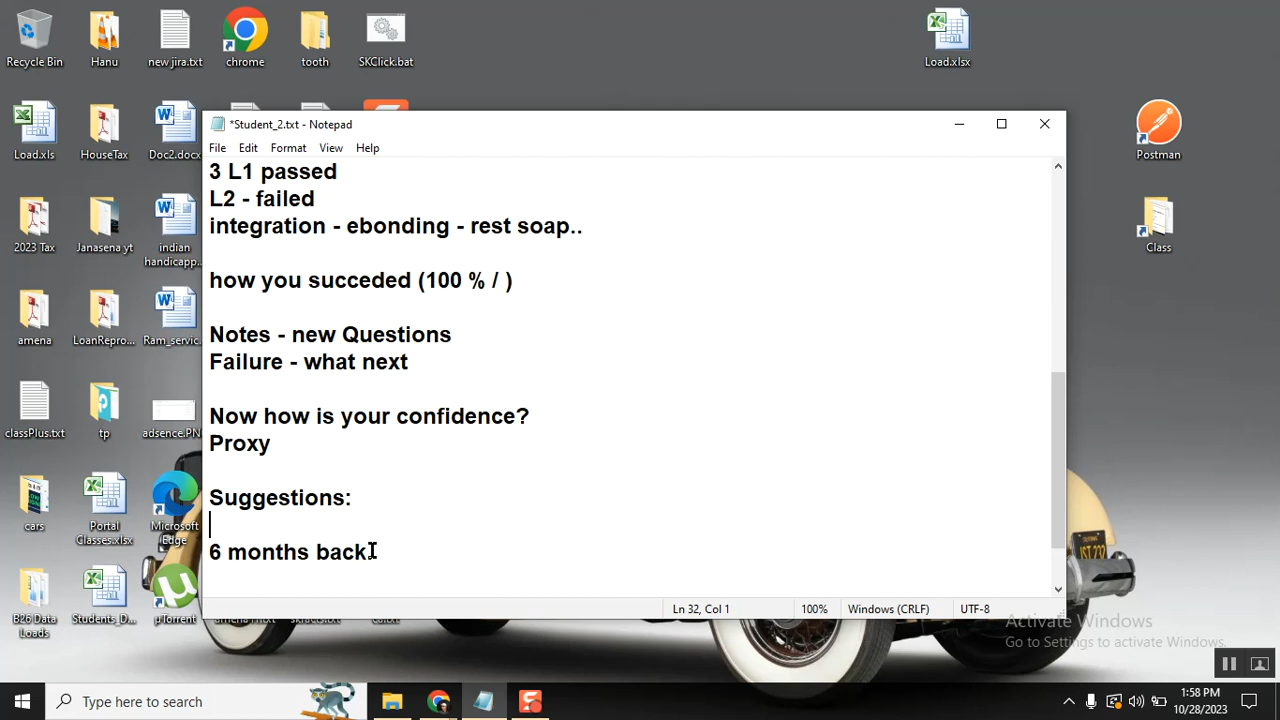 Recycle Bin
Hanu
new jira.txt
chrome
tooth
SKClick.bat
Load.xlsx
Load.xls
HouseTax
Doc2.docx
Postman
2023 Tax
Janasena yt
indian
handicapp...
Class
amena
LoanRepro...
Ram_servic...
classPlus.txt
tp
adsence.PN
cars
Portal
Classes.xlsx
Microsoft
Edge
B26 Data
Loads
Students_D...
µTorrent
*Student_2.txt - Notepad
File Edit Format View Help
3 L1 passed
L2 - failed
integration - ebonding - rest soap..
how you succeded (100 % / )
Notes - new Questions
Failure - what next
Now how is your confidence?
Proxy
Suggestions:
6 months back
Ln 32, Col 1 100% Windows (CRLF) UTF-8
Activate Windows
Go to Settings to activate Windows.
Type here to search
1:58 PM
10/28/2023